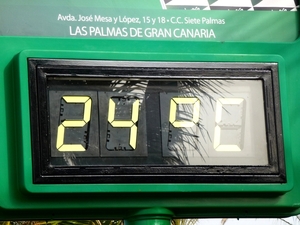 Avda. José Mesa y López, 15 y 18 • C.C. Siete Palmas
LAS PALMAS DE GRAN CANARIA
24°C